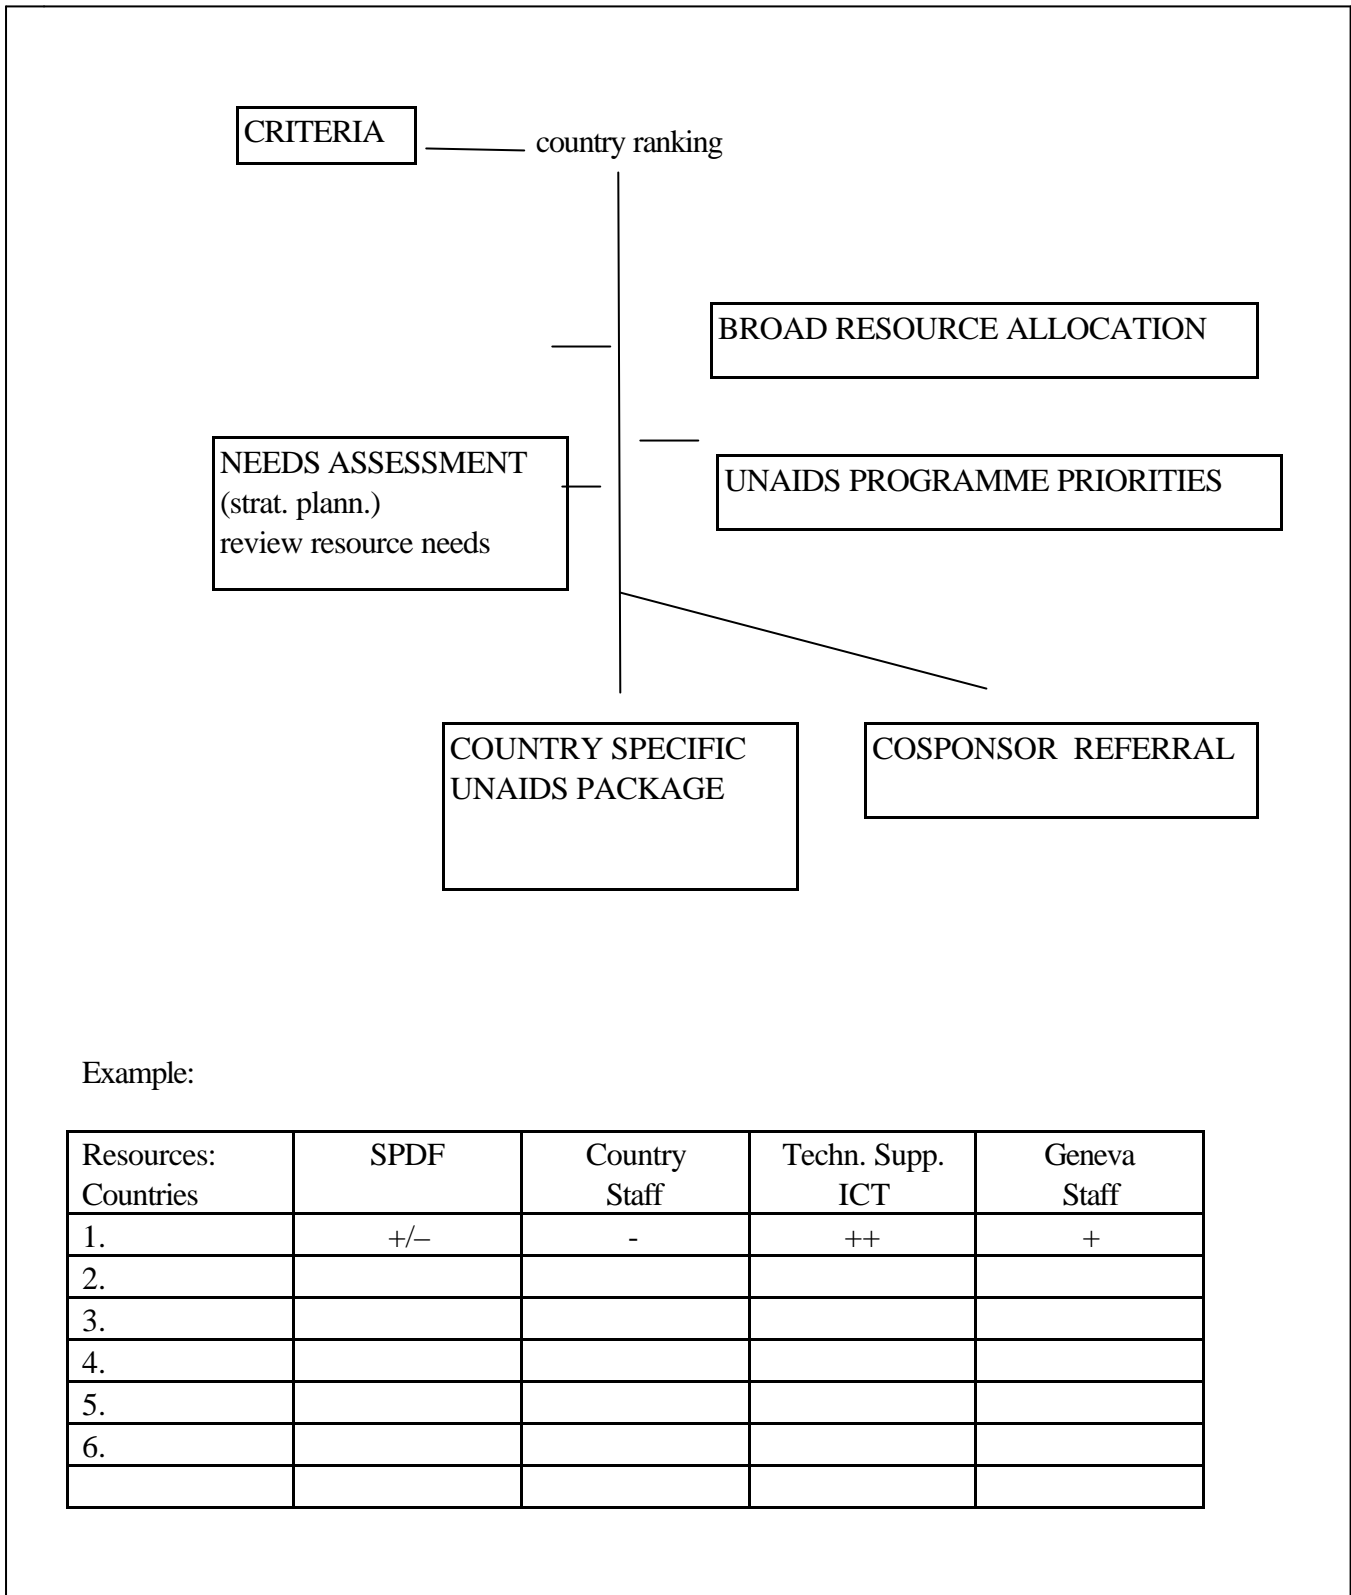 CRITERIA
country ranking
BROAD RESOURCE ALLOCATION
NEEDS ASSESSMENT
(strat. plann.)
review resource needs
UNAIDS PROGRAMME PRIORITIES
COUNTRY SPECIFIC
UNAIDS PACKAGE
COSPONSOR REFERRAL
Example:
Resources:
Countries
SPDF
Country
Staff
Techn. Supp.
ICT
Geneva
Staff
1. +/– - ++ +
2.
3.
4.
5.
6.